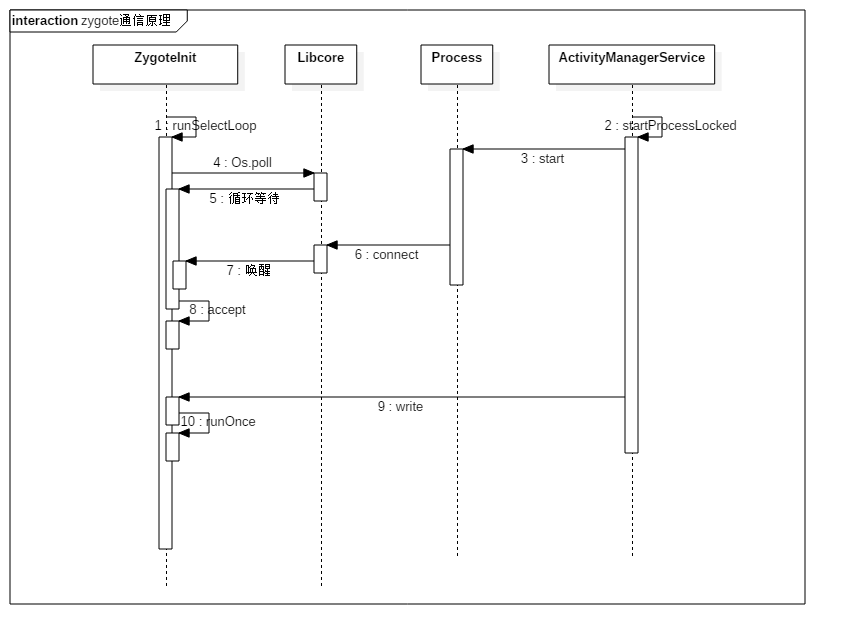 interaction zygote通信原理
ZygoteInit
Libcore
Process
ActivityManagerService
1 : runSelectLoop
2 : startProcessLocked
3 : start
4 : Os.poll
5 : 循环等待
6 : connect
7 : 唤醒
8 : accept
9 : write
10 : runOnce